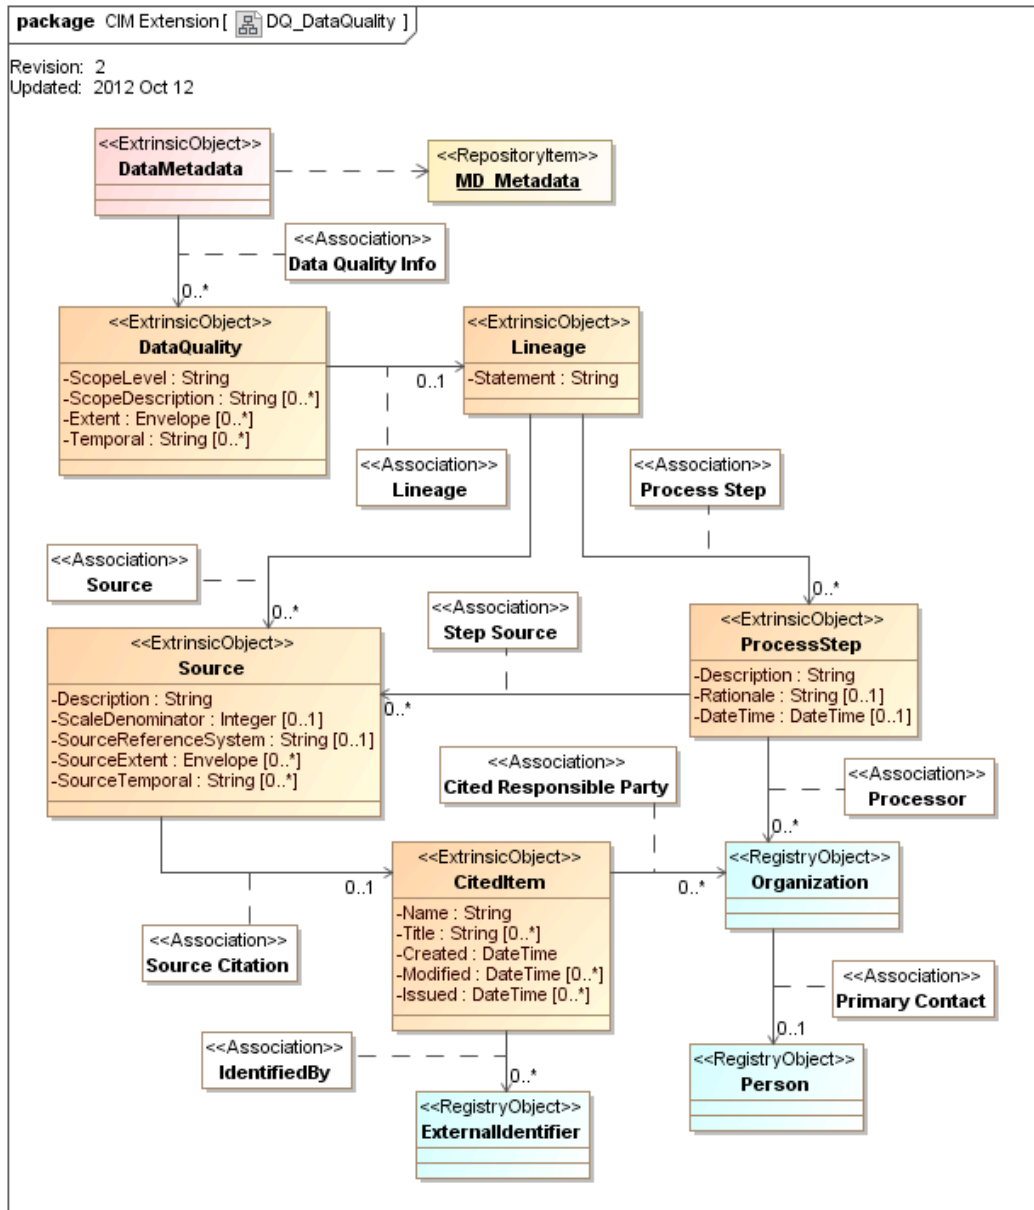 package CIM Extension [ DQ_DataQuality ]
Revision: 2
Updated: 2012 Oct 12
<<ExtrinsicObject>>
DataMetadata
<<RepositoryItem>>
MD_Metadata
<<Association>>
Data Quality Info
0..*
<<ExtrinsicObject>>
DataQuality
-ScopeLevel : String
-ScopeDescription : String [0..*]
-Extent : Envelope [0..*]
-Temporal : String [0..*]
0..1
<<ExtrinsicObject>>
Lineage
-Statement : String
<<Association>>
Lineage
<<Association>>
Process Step
<<Association>>
Source
0..*
<<Association>>
Step Source
0..*
<<ExtrinsicObject>>
Source
-Description : String
-ScaleDenominator : Integer [0..1]
-SourceReferenceSystem : String [0..1]
-SourceExtent : Envelope [0..*]
-SourceTemporal : String [0..*]
0..*
<<ExtrinsicObject>>
ProcessStep
-Description : String
-Rationale : String [0..1]
-DateTime : DateTime [0..1]
<<Association>>
Cited Responsible Party
<<Association>>
Processor
0..*
0..1
<<ExtrinsicObject>>
CitedItem
-Name : String
-Title : String [0..*]
-Created : DateTime
-Modified : DateTime [0..*]
-Issued : DateTime [0..*]
0..*
<<RegistryObject>>
Organization
<<Association>>
Source Citation
<<Association>>
Primary Contact
0..1
<<Association>>
IdentifiedBy
0..*
<<RegistryObject>>
Person
<<RegistryObject>>
ExternalIdentifier